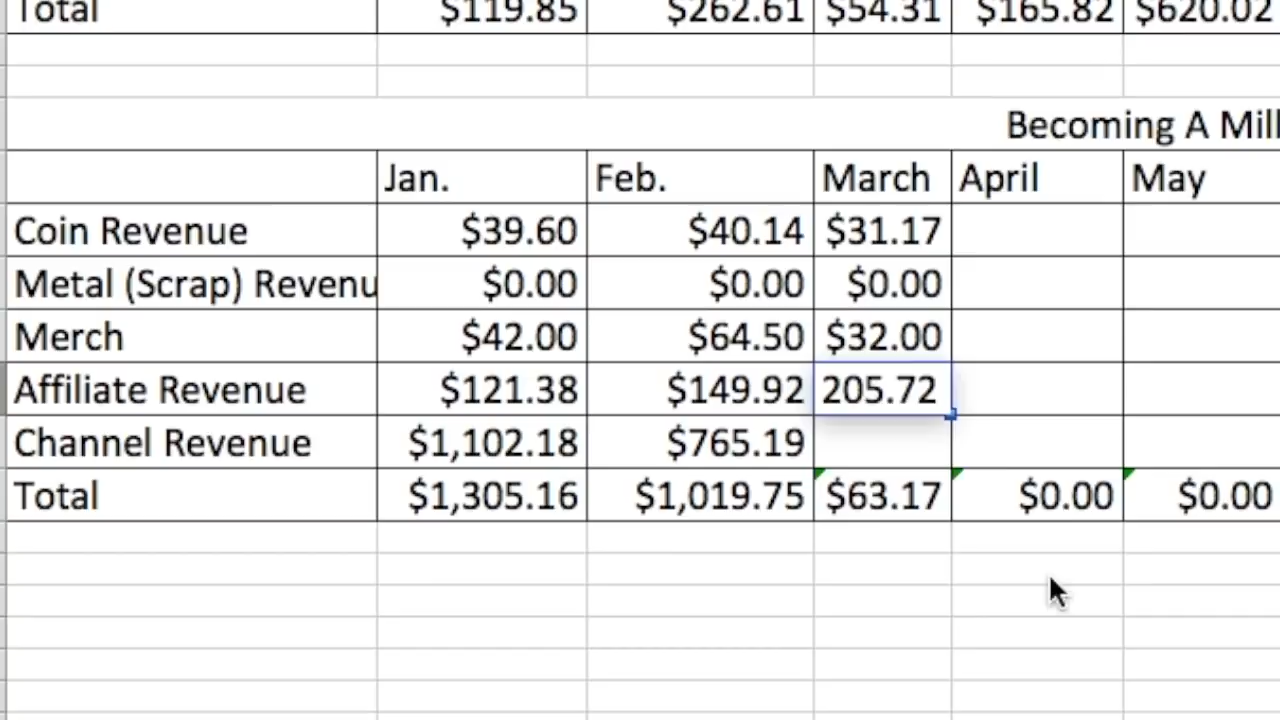 Total $119.85 $262.61 $54.31 $165.82 $620.02
Becoming A Mill
Jan. Feb. March April May
Coin Revenue $39.60 $40.14 $31.17
Metal (Scrap) Revenu $0.00 $0.00 $0.00
Merch $42.00 $64.50 $32.00
Affiliate Revenue $121.38 $149.92 205.72
Channel Revenue $1,102.18 $765.19
Total $1,305.16 $1,019.75 $63.17 $0.00 $0.00